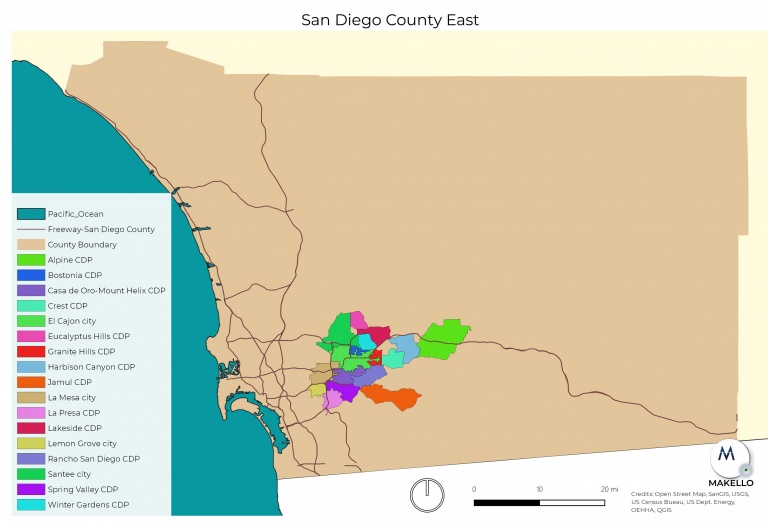 San Diego County East
Pacific_Ocean
Freeway-San Diego County
County Boundary
Alpine CDP
Bostonia CDP
Casa de Oro-Mount Helix CDP
Crest CDP
El Cajon city
Eucalyptus Hills CDP
Granite Hills CDP
Harbison Canyon CDP
Jamul CDP
La Mesa city
La Presa CDP
Lakeside CDP
Lemon Grove city
Rancho San Diego CDP
Santee city
Spring Valley CDP
Winter Gardens CDP
0 10 20 mi
M
MAKELLO
Credits: Open Street Map, SanGIS, USGS,
US Census Bureau, US Dept. Energy,
OEHHA, QGIS